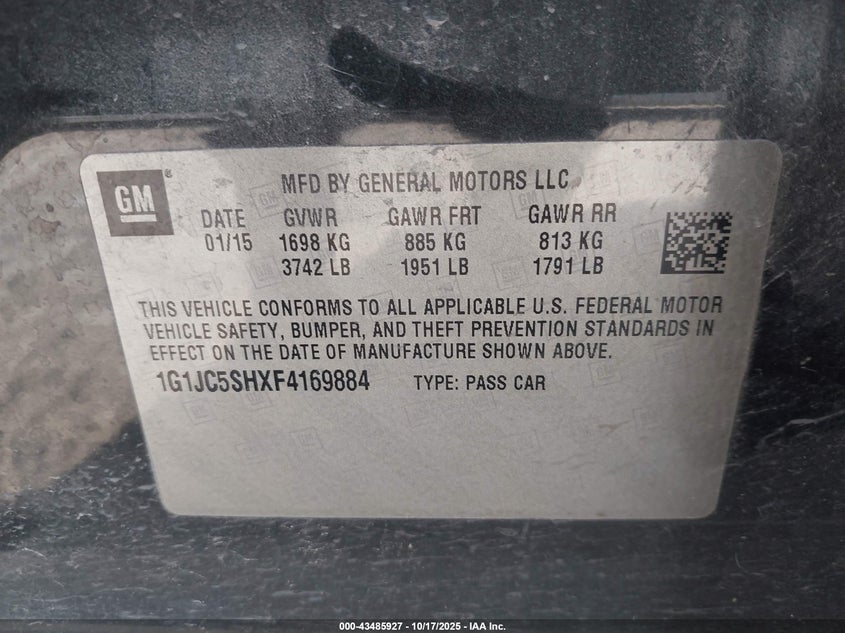 GM ® MFD BY GENERAL MOTORS LLC
DATE GVWR GAWR FRT GAWR RR
01/15 1698 KG 885 KG 813 KG
3742 LB 1951 LB 1791 LB
THIS VEHICLE CONFORMS TO ALL APPLICABLE U.S. FEDERAL MOTOR
VEHICLE SAFETY, BUMPER, AND THEFT PREVENTION STANDARDS IN
EFFECT ON THE DATE OF MANUFACTURE SHOWN ABOVE.
1G1JC5SHXF4169884 TYPE: PASS CAR
000-43485927 - 10/17/2025 - IAA Inc.